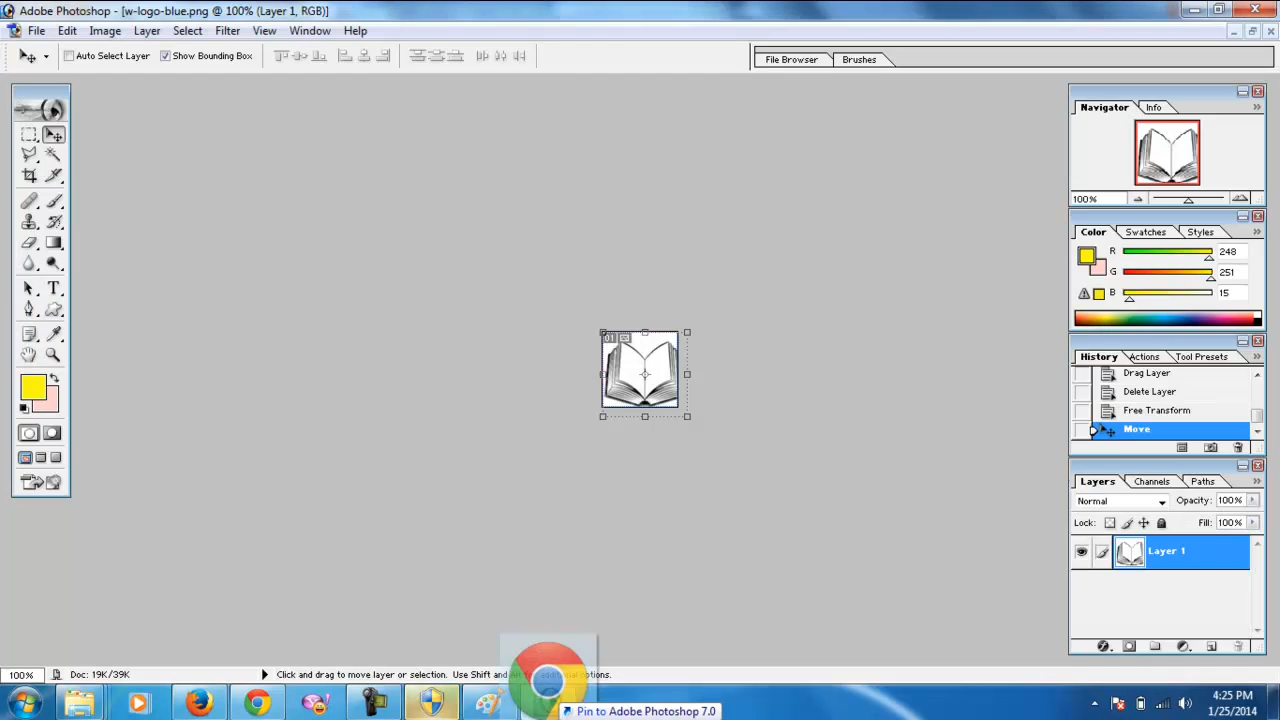 Adobe Photoshop - [w-logo-blue.png @ 100% (Layer 1, RGB)]
File Edit Image Layer Select Filter View Window Help
Auto Select Layer Show Bounding Box File Browser Brushes
Navigator Info
100%
Color Swatches Styles
R 248
G 251
B 15
01
History Actions Tool Presets
Drag Layer
Delete Layer
Free Transform
Move
Layers Channels Paths
Normal Opacity: 100%
Lock: Fill: 100%
Layer 1
100% Doc: 19K/39K Click and drag to move layer or selection. Use Shift and options.
Pin to Adobe Photoshop 7.0
4:25 PM
1/25/2014